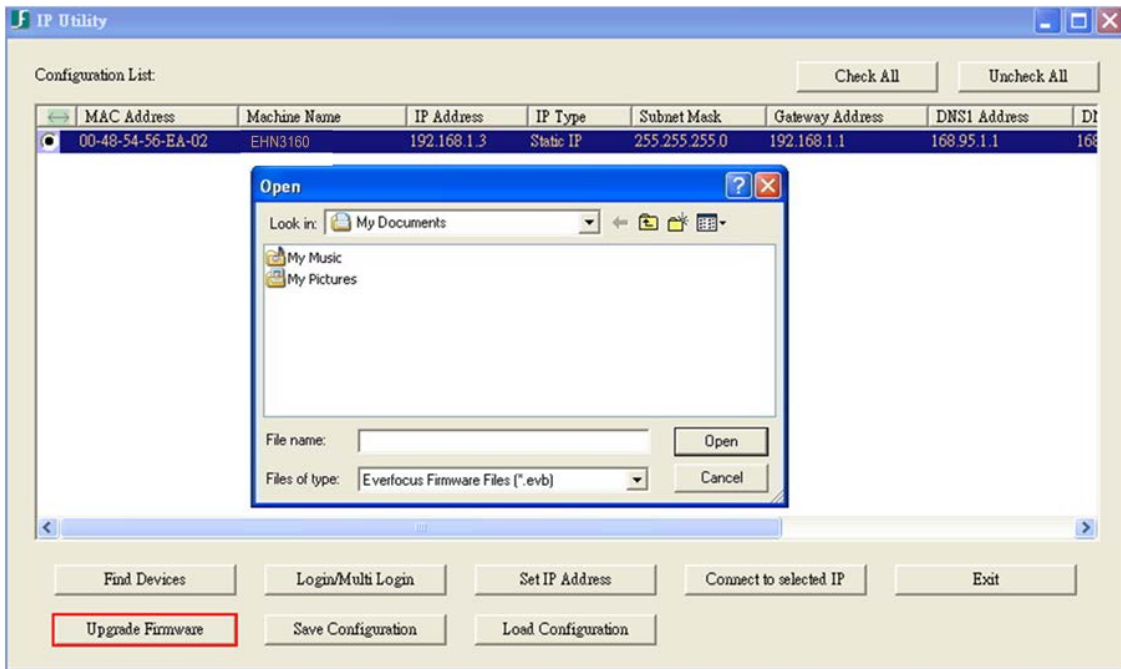 IP Utility
Configuration List:
Check All
Uncheck All
MAC Address Machine Name IP Address IP Type Subnet Mask Gateway Address DNS1 Address
00-48-54-56-EA-02 EHN3160 192.168.1.3 Static IP 255.255.255.0 192.168.1.1 168.95.1.1 168
Open
Look in: My Documents
My Music
My Pictures
File name:
Open
Files of type: Everfocus Firmware Files (*.evb)
Cancel
Find Devices
Login/Multi Login
Set IP Address
Connect to selected IP
Exit
Upgrade Firmware
Save Configuration
Load Configuration